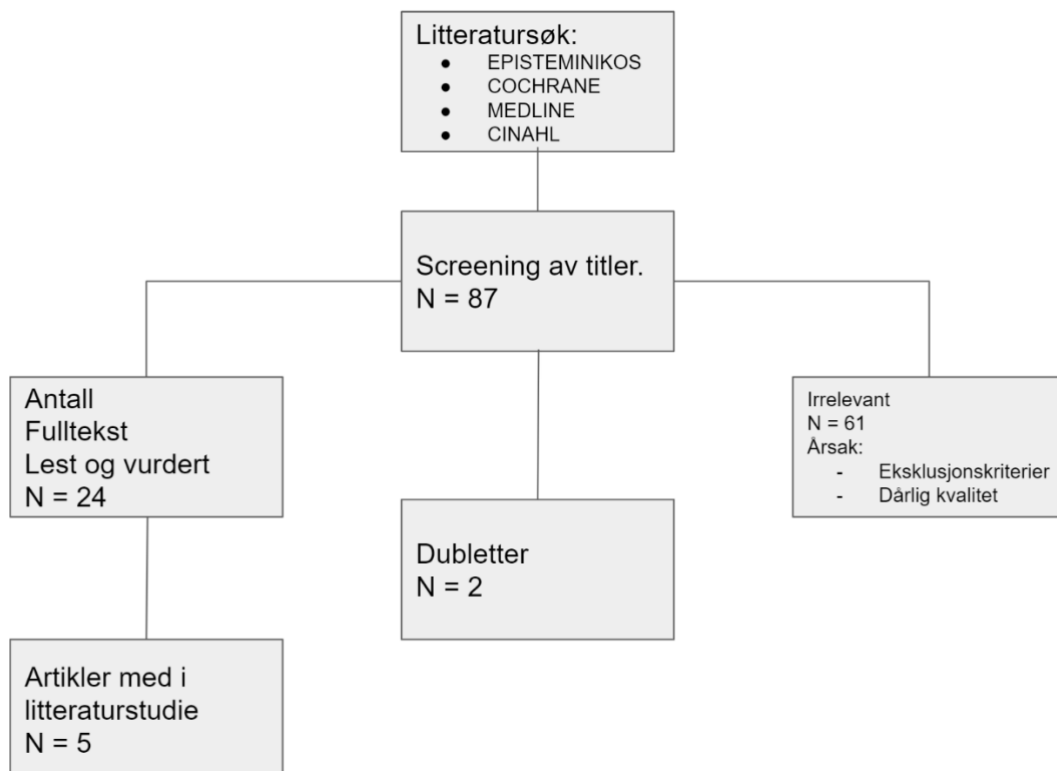 Litteratursøk:
● EPISTEMINIKOS
● COCHRANE
● MEDLINE
● CINAHL
Screening av titler.
N = 87
Antall
Fulltekst
Lest og vurdert
N = 24
Irrelevant
N = 61
Årsak:
- Eksklusjonskriterier
- Dårlig kvalitet
Dubletter
N = 2
Artikler med i
litteraturstudie
N = 5